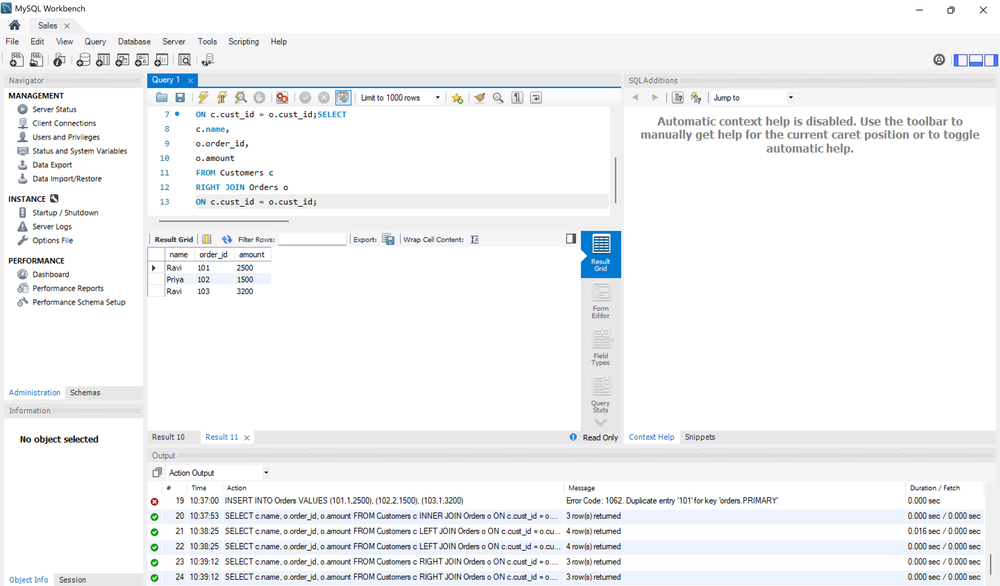 MySQL Workbench
Sales
File Edit View Query Database Server Tools Scripting Help
Navigator
MANAGEMENT
Server Status
Client Connections
Users and Privileges
Status and System Variables
Data Export
Data Import/Restore
INSTANCE
Startup / Shutdown
Server Logs
Options File
PERFORMANCE
Dashboard
Performance Reports
Performance Schema Setup
Administration Schemas
Information
No object selected
Object Info Session
Query 1
Limit to 1000 rows
7 ON c.cust_id = o.cust_id;SELECT
8 c.name,
9 o.order_id,
10 o.amount
11 FROM Customers c
12 RIGHT JOIN Orders o
13 ON c.cust_id = o.cust_id;
Result Grid Filter Rows: Export: Wrap Cell Content:
name order_id amount
Ravi 101 2500
Priya 102 1500
Ravi 103 3200
Result
Grid
Form
Editor
Field
Types
Query
Stats
Result 10 Result 11 Read Only
SQLAdditions
Jump to
Automatic context help is disabled. Use the toolbar to
manually get help for the current caret position or to toggle
automatic help.
Context Help Snippets
Output
Action Output
# Time Action Message Duration / Fetch
19 10:37:00 INSERT INTO Orders VALUES (101,1,2500), (102,2,1500), (103,1,3200) Error Code: 1062. Duplicate entry '101' for key 'orders.PRIMARY' 0.000 sec
20 10:37:53 SELECT c.name, o.order_id, o.amount FROM Customers c INNER JOIN Orders o ON c.cust_id = o.... 3 row(s) returned 0.000 sec / 0.000 sec
21 10:38:25 SELECT c.name, o.order_id, o.amount FROM Customers c LEFT JOIN Orders o ON c.cust_id = o.cu... 4 row(s) returned 0.016 sec / 0.000 sec
22 10:38:25 SELECT c.name, o.order_id, o.amount FROM Customers c LEFT JOIN Orders o ON c.cust_id = o.cu... 4 row(s) returned 0.000 sec / 0.000 sec
23 10:39:12 SELECT c.name, o.order_id, o.amount FROM Customers c RIGHT JOIN Orders o ON c.cust_id = o.... 3 row(s) returned 0.000 sec / 0.000 sec
24 10:39:12 SELECT c.name, o.order_id, o.amount FROM Customers c RIGHT JOIN Orders o ON c.cust_id = o.... 3 row(s) returned 0.000 sec / 0.000 sec